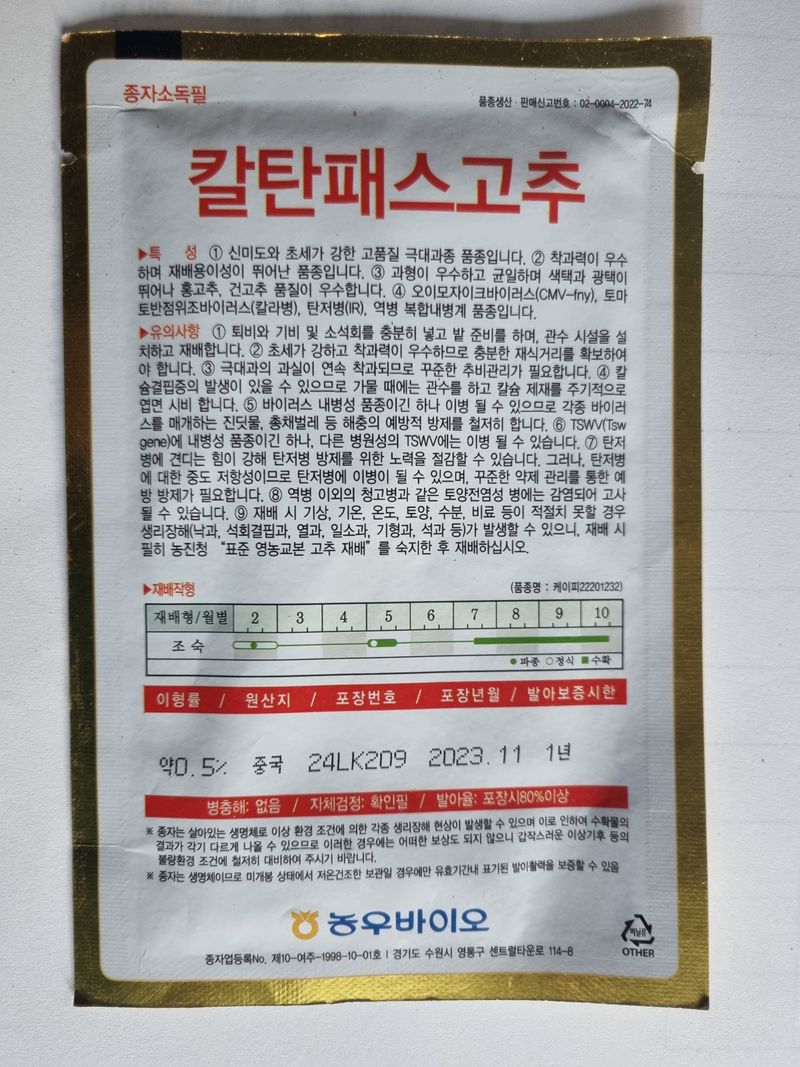 종자소독필
품종생산 · 판매신고번호 : 02-0004-2022-74
칼탄패스고추
▶특 성 ① 신미도와 초세가 강한 고품질 극대과종 품종입니다. ② 착과력이 우수
하며 재배용이성이 뛰어난 품종입니다. ③ 과형이 우수하고 균일하며 색택과 광택이
뛰어나 홍고추, 건고추 품질이 우수합니다. ④ 오이모자이크바이러스(CMV-fny), 토마
토반점위조바이러스(칼라병), 탄저병(IR), 역병 복합내병계 품종입니다.
▶유의사항 ① 퇴비와 기비 및 소석회를 충분히 넣고 밭 준비를 하며, 관수 시설을 설
치하고 재배합니다. ② 초세가 강하고 착과력이 우수하므로 충분한 재식거리를 확보하여
야 합니다. ③ 극대과의 과실이 연속 착과되므로 꾸준한 추비관리가 필요합니다. ④ 칼
슘결핍증의 발생이 있을 수 있으므로 가물 때에는 관수를 하고 칼슘 제재를 주기적으로
엽면 시비 합니다. ⑤ 바이러스 내병성 품종이긴 하나 이병 될 수 있으므로 각종 바이러
스를 매개하는 진딧물, 총채벌레 등 해충의 예방적 방제를 철저히 합니다. ⑥ TSWV(Tsw
gene)에 내병성 품종이긴 하나, 다른 병원성의 TSWV에는 이병 될 수 있습니다. ⑦ 탄저
병에 견디는 힘이 강해 탄저병 방제를 위한 노력을 절감할 수 있습니다. 그러나, 탄저병
에 대한 중도 저항성이므로 탄저병에 이병이 될 수 있으며, 꾸준한 약제 관리를 통한 예
방 방제가 필요합니다. ⑧ 역병 이외의 청고병과 같은 토양전염성 병에는 감염되어 고사
될 수 있습니다. ⑨ 재배 시 기상, 기온, 온도, 토양, 수분, 비료 등이 적절치 못할 경우
생리장해(낙과, 석회결핍과, 열과, 일소과, 기형과, 석과 등)가 발생할 수 있으니, 재배 시
필히 농진청 “표준 영농교본 고추 재배”를 숙지한 후 재배하십시오.
▶재배작형 (품종명 : 케이피22201232)
재배형/월별 2 3 4 5 6 7 8 9 10
조 숙
●파종 ○정식 ■수확
이형률 / 원산지 / 포장번호 / 포장년월 / 발아보증시한
약0.5% 중국 24LK209 2023.11 1년
병충해: 없음 / 자체검정: 확인필 / 발아율: 포장시80%이상
※ 종자는 살아있는 생명체로 이상 환경 조건에 의한 각종 생리장해 현상이 발생할 수 있으며 이로 인하여 수확물의
결과가 각기 다르게 나올 수 있으므로 이러한 경우에는 어떠한 보상도 되지 않으니 갑작스러운 이상기후 등의
불량환경 조건에 철저히 대비하여 주시기 바랍니다.
※ 종자는 생명체이므로 미개봉 상태에서 저온건조한 보관일 경우에만 유효기간내 표기된 발아활력을 보증할 수 있음
농우바이오
비닐류
OTHER
종자업등록No. 제10-여주-1998-10-01호 | 경기도 수원시 영통구 센트럴타운로 114-8